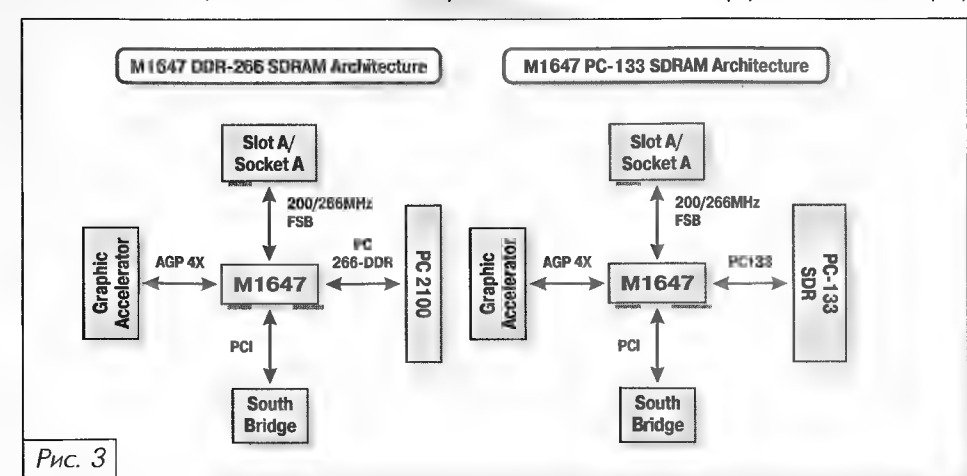 M1647 DDR-266 SDRAM Architecture
M1647 PC-133 SDRAM Architecture
Slot A/
Socket A
200/266MHz
FSB
Graphic
Accelerator
AGP 4X
M1647
PC
266-DDR
PC 2100
PCI
South
Bridge
Slot A/
Socket A
200/266MHz
FSB
Graphic
Accelerator
AGP 4X
M1647
PC133
PC-133
SDR
PCI
South
Bridge
Рис. 3